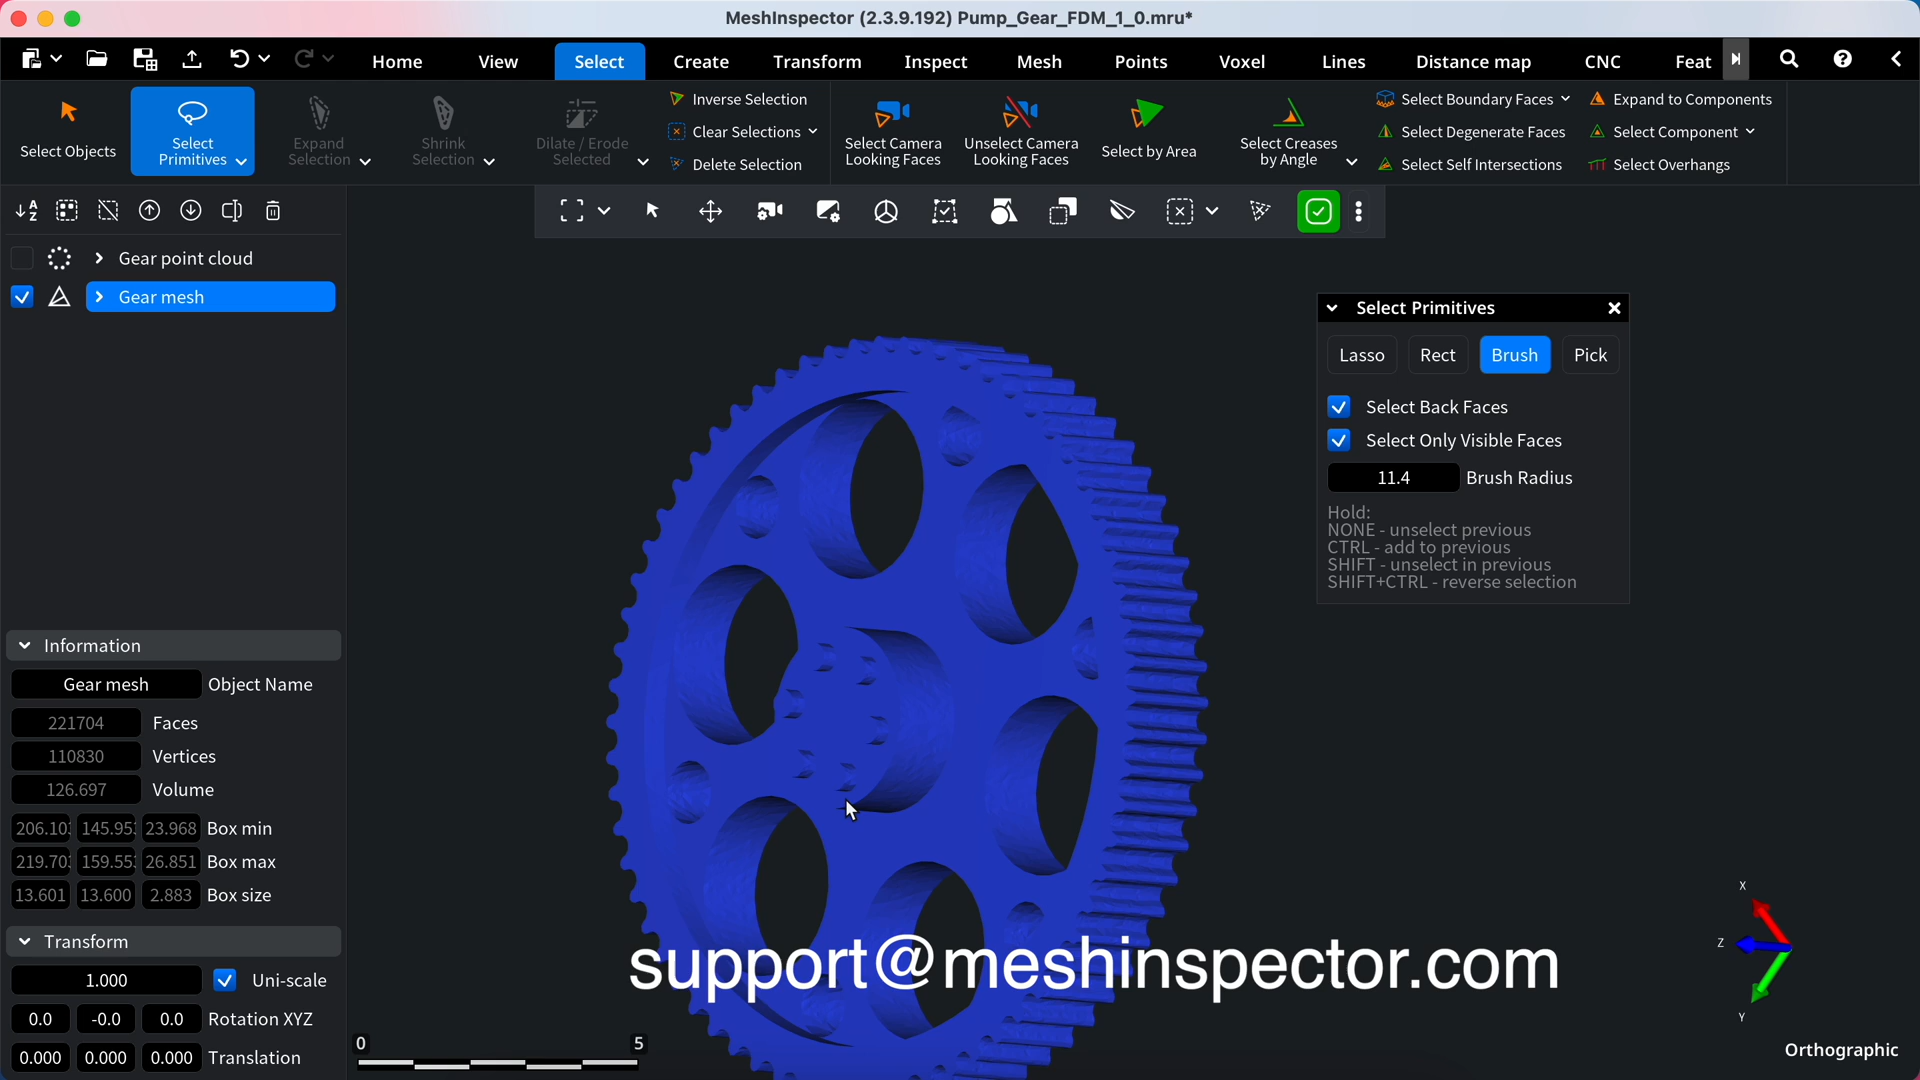 MeshInspector (2.3.9.192) Pump_Gear_FDM_1_0.mru*
Home View Select Create Transform Inspect Mesh Points Voxel Lines Distance map CNC Feat
Select Objects
Select Primitives
Expand Selection
Shrink Selection
Dilate / Erode Selected
Inverse Selection
Clear Selections
Delete Selection
Select Camera Looking Faces
Unselect Camera Looking Faces
Select by Area
Select Creases by Angle
Select Boundary Faces
Select Degenerate Faces
Select Self Intersections
Expand to Components
Select Component
Select Overhangs
Gear point cloud
Gear mesh
Select Primitives
Lasso Rect Brush Pick
Select Back Faces
Select Only Visible Faces
11.4 Brush Radius
Hold:
NONE - unselect previous
CTRL - add to previous
SHIFT - unselect in previous
SHIFT+CTRL - reverse selection
Information
Gear mesh Object Name
221704 Faces
110830 Vertices
126.697 Volume
206.10 145.95 23.968 Box min
219.70 159.55 26.851 Box max
13.601 13.600 2.883 Box size
Transform
1.000 Uni-scale
0.0 -0.0 0.0 Rotation XYZ
0.000 0.000 0.000 Translation
0 5
support@meshinspector.com
X
Z
Y
Orthographic